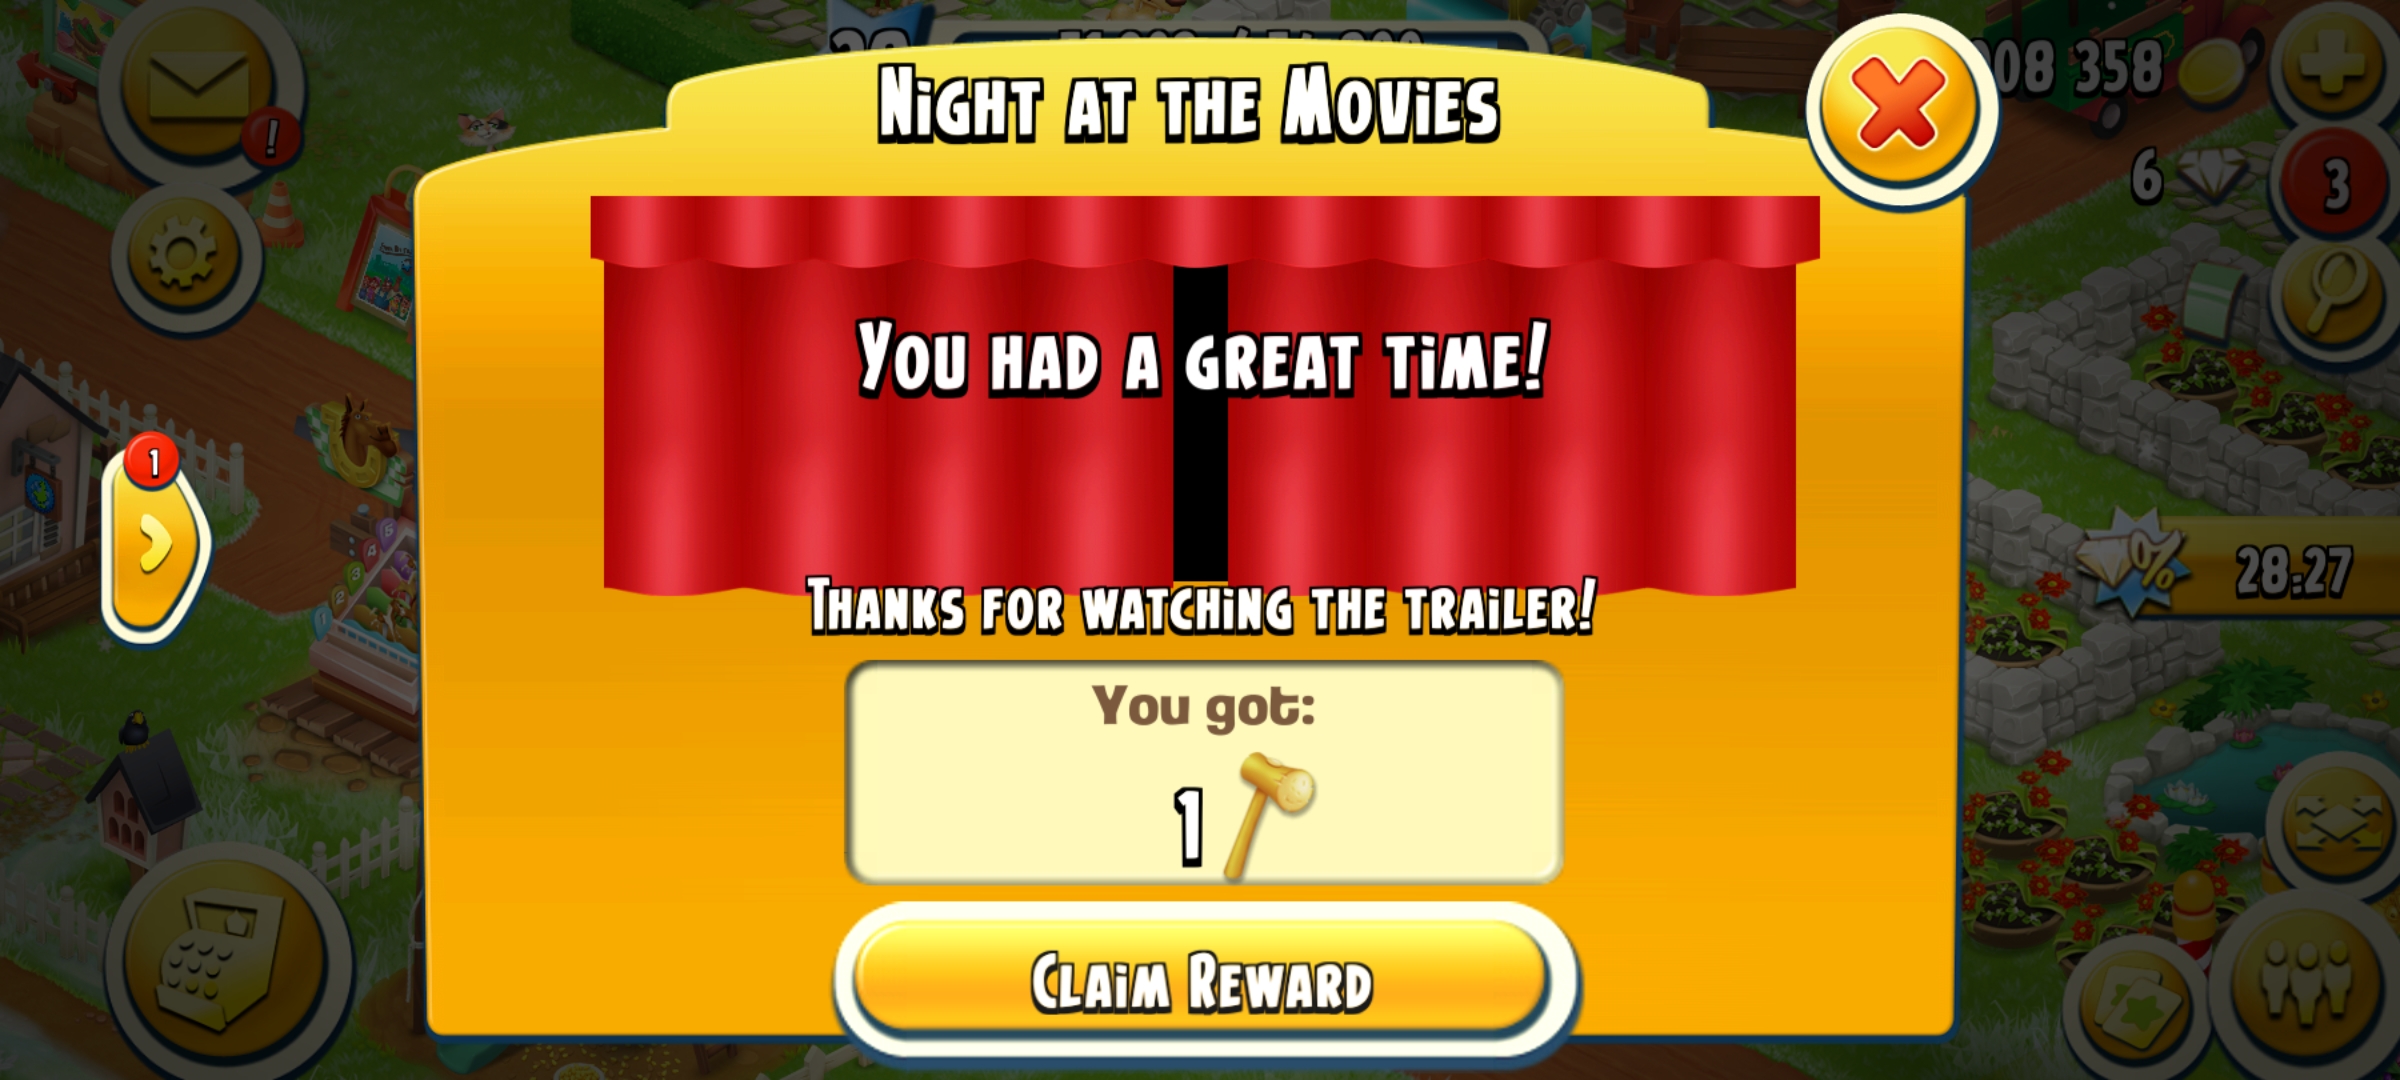 Night at the Movies
08 358
6
3
!
You had a great time!
1
28:27
Thanks for watching the trailer!
You got:
1
Claim Reward